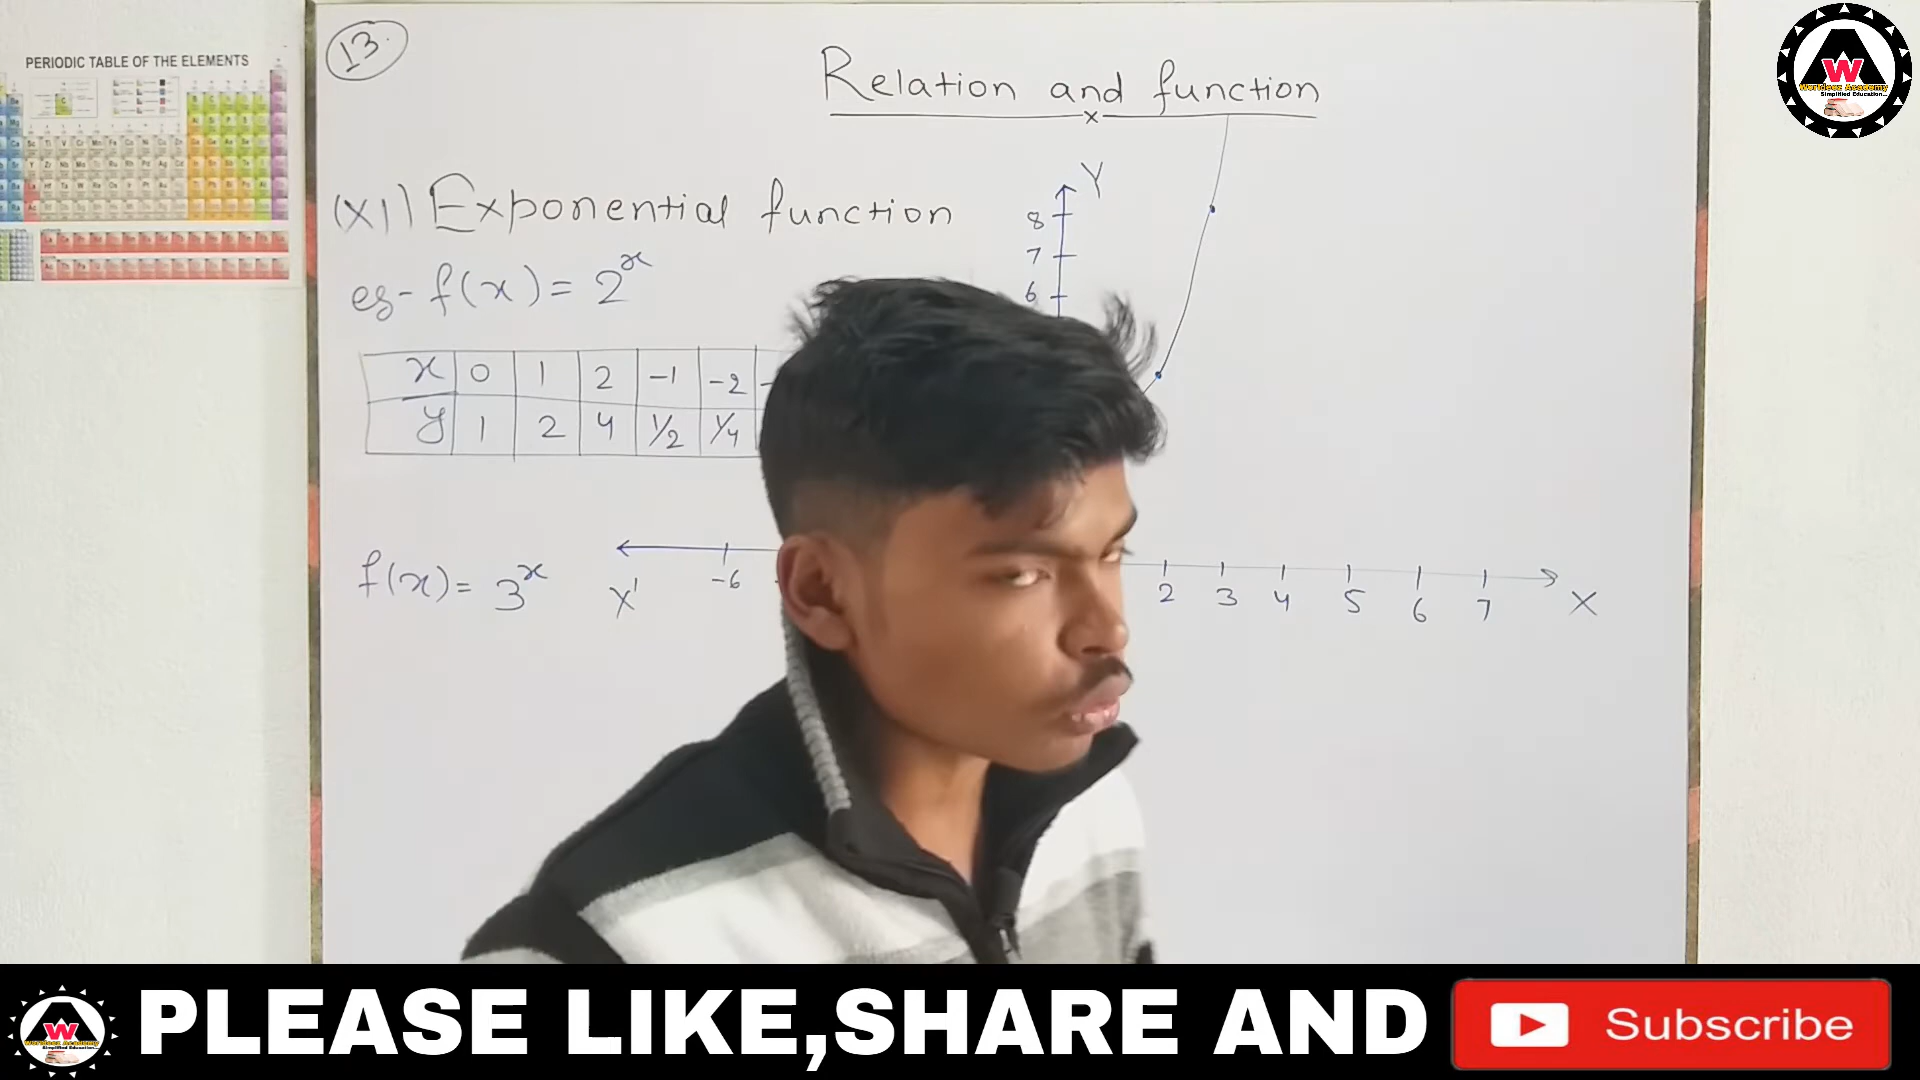 13.
Relation and function
PERIODIC TABLE OF THE ELEMENTS
(XI) Exponential function
eg- f(x) = 2^x
x 0 1 2 -1 -2
y 1 2 4 1/2 1/4
Y
8
7
6
f(x) = 3^x
X' -6 2 3 4 5 6 7 X
W
Simplified Education...
PLEASE LIKE,SHARE AND
Subscribe